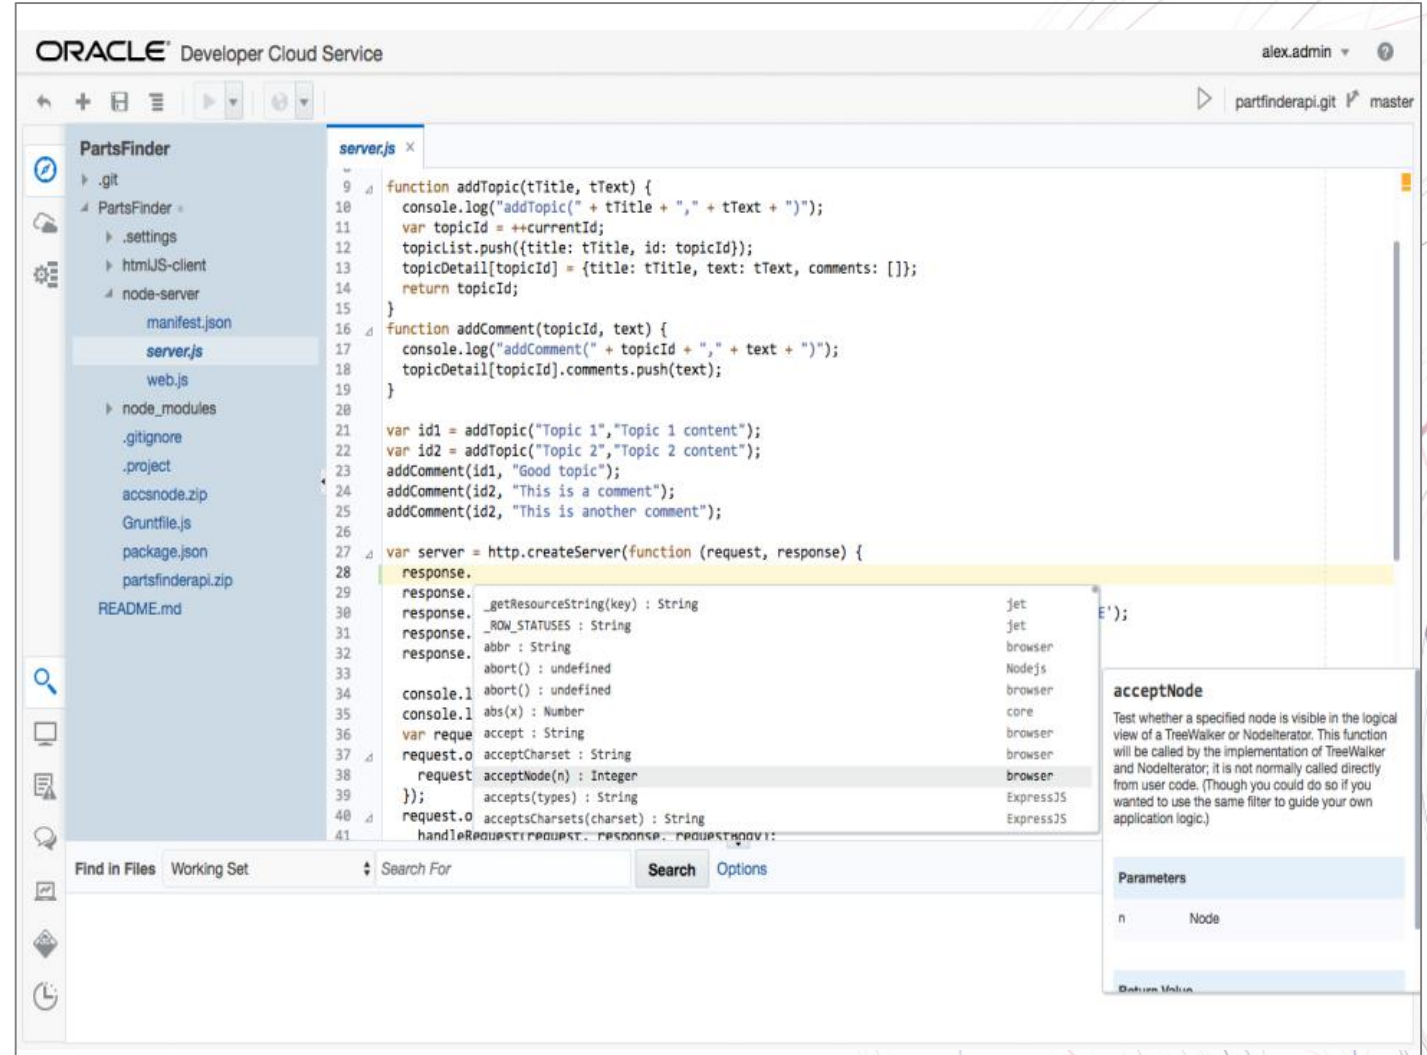 ORACLE® Developer Cloud Service
alex.admin
partfinderapi.git master
PartsFinder
.git
PartsFinder
.settings
htmlJS-client
node-server
manifest.json
server.js
web.js
node_modules
.gitignore
.project
accsnode.zip
Gruntfile.js
package.json
partsfinderapi.zip
README.md
server.js ×
9 function addTopic(tTitle, tText) {
10 console.log("addTopic(" + tTitle + "," + tText + ")");
11 var topicId = ++currentId;
12 topicList.push({title: tTitle, id: topicId});
13 topicDetail[topicId] = {title: tTitle, text: tText, comments: []};
14 return topicId;
15 }
16 function addComment(topicId, text) {
17 console.log("addComment(" + topicId + "," + text + ")");
18 topicDetail[topicId].comments.push(text);
19 }
20
21 var id1 = addTopic("Topic 1","Topic 1 content");
22 var id2 = addTopic("Topic 2","Topic 2 content");
23 addComment(id1, "Good topic");
24 addComment(id2, "This is a comment");
25 addComment(id2, "This is another comment");
26
27 var server = http.createServer(function (request, response) {
28 response.
29 response.
30 response. E');
31 response.
32 response.
33
34 console.l
35 console.l
36 var reque
37 request.o
38 request
39 });
40 request.o
41 handleRequest(request, response, requestBody);
_getResourceString(key) : String jet
_ROW_STATUSES : String jet
abbr : String browser
abort() : undefined Nodejs
abort() : undefined browser
abs(x) : Number core
accept : String browser
acceptCharset : String browser
acceptNode(n) : Integer browser
accepts(types) : String ExpressJS
acceptsCharsets(charset) : String ExpressJS
acceptNode
Test whether a specified node is visible in the logical
view of a TreeWalker or NodeIterator. This function
will be called by the implementation of TreeWalker
and NodeIterator; it is not normally called directly
from user code. (Though you could do so if you
wanted to use the same filter to guide your own
application logic.)
Parameters
n Node
Return Value
Find in Files Working Set Search For Search Options